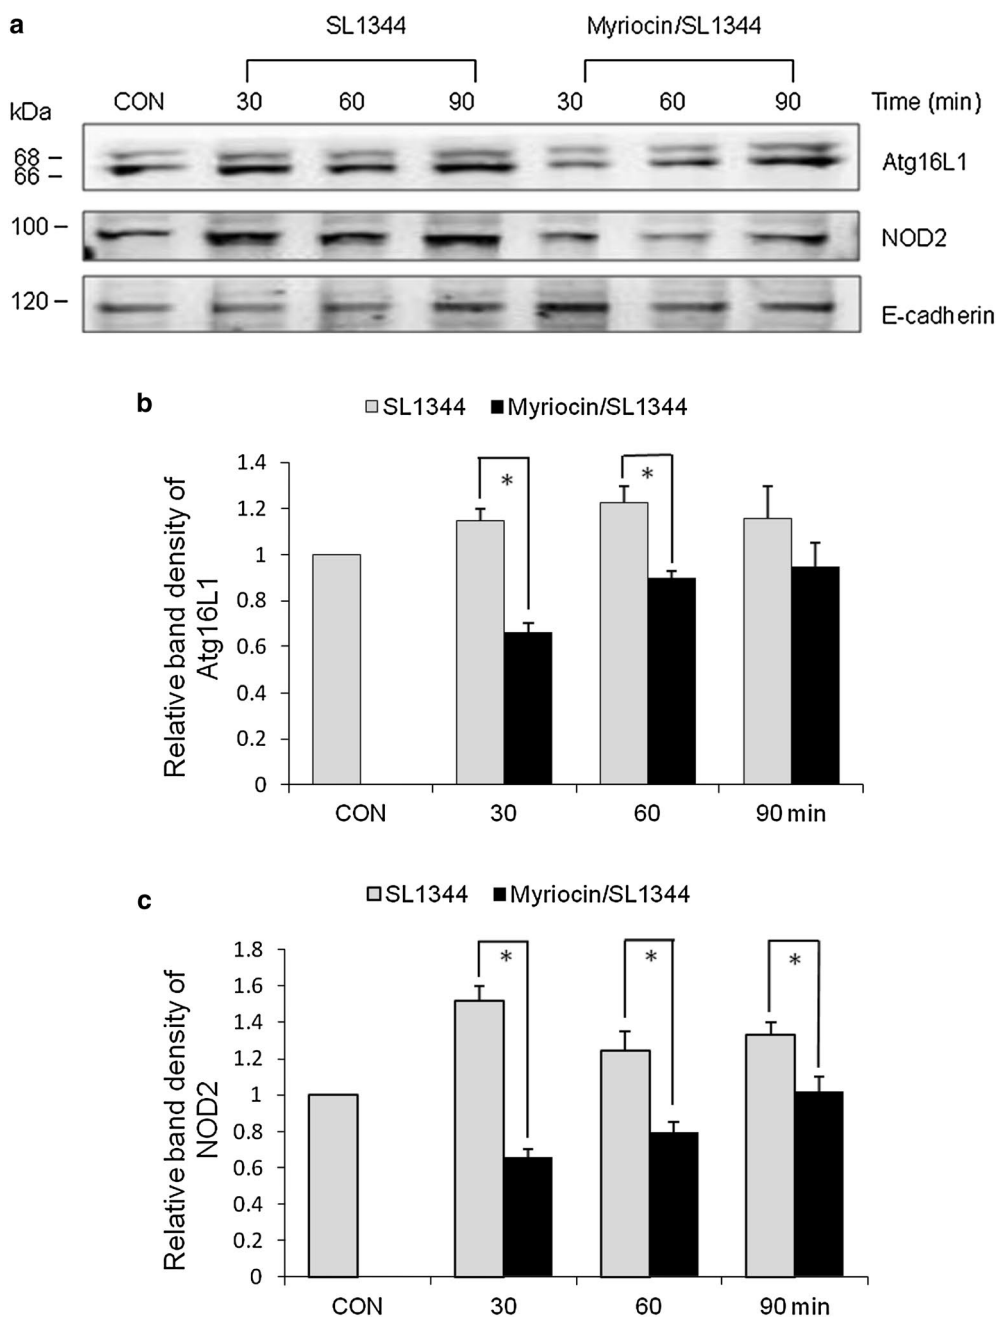 a
SL1344 Myriocin/SL1344
kDa CON 30 60 90 30 60 90 Time (min)
68 –
66 –
Atg16L1
100 –
NOD2
120 –
E-cadherin
b
SL1344 Myriocin/SL1344
Relative band density of
Atg16L1
1.4
1.2
1
0.8
0.6
0.4
0.2
0
* *
CON 30 60 90 min
c
SL1344 Myriocin/SL1344
Relative band density of
NOD2
1.8
1.6
1.4
1.2
1
0.8
0.6
0.4
0.2
0
* * *
CON 30 60 90 min